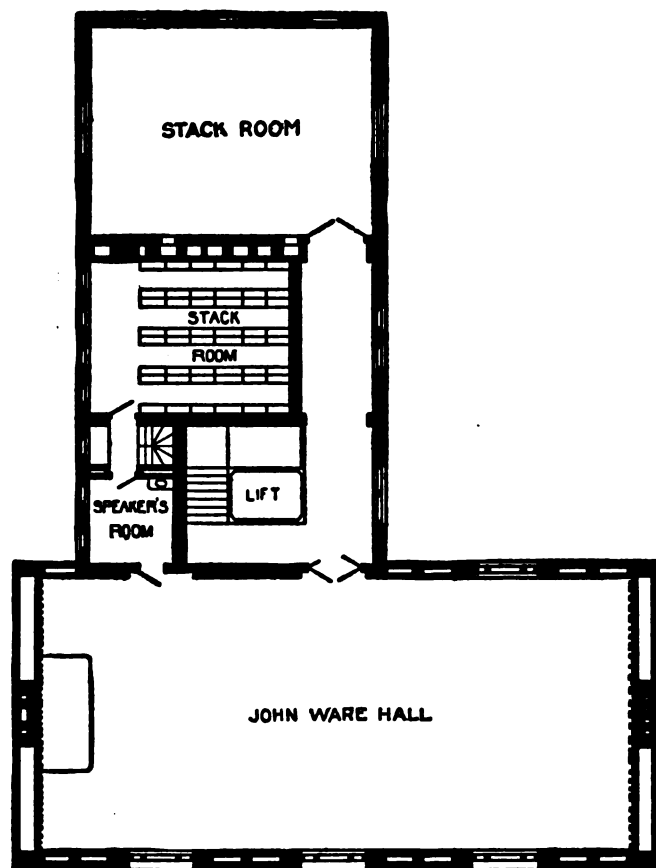 STACK ROOM
STACK
ROOM
LIFT
SPEAKER'S
ROOM
JOHN WARE HALL